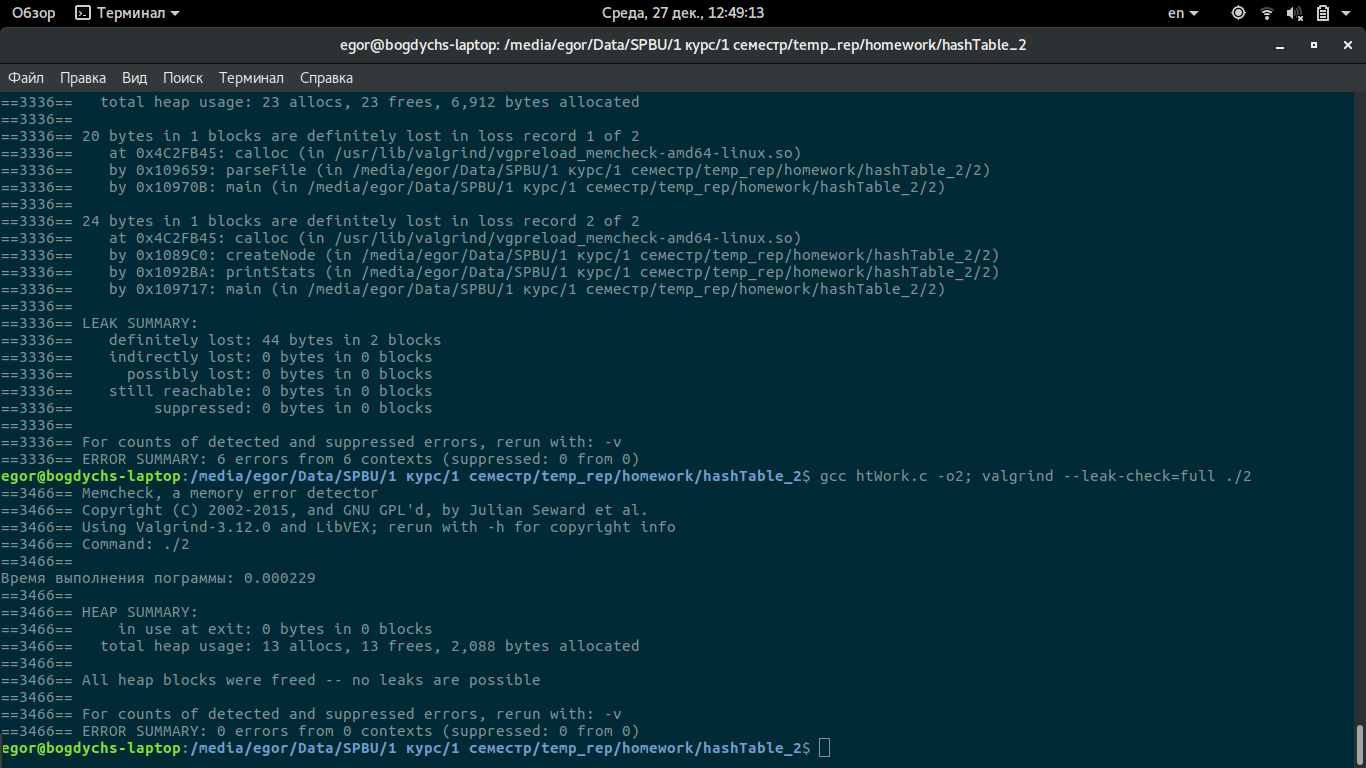 Обзор Терминал Среда, 27 дек., 12:49:13 en
egor@bogdychs-laptop: /media/egor/Data/SPBU/1 курс/1 семестр/temp_rep/homework/hashTable_2
Файл Правка Вид Поиск Терминал Справка
==3336==   total heap usage: 23 allocs, 23 frees, 6,912 bytes allocated
==3336==
==3336== 20 bytes in 1 blocks are definitely lost in loss record 1 of 2
==3336==    at 0x4C2FB45: calloc (in /usr/lib/valgrind/vgpreload_memcheck-amd64-linux.so)
==3336==    by 0x109659: parseFile (in /media/egor/Data/SPBU/1 курс/1 семестр/temp_rep/homework/hashTable_2/2)
==3336==    by 0x10970B: main (in /media/egor/Data/SPBU/1 курс/1 семестр/temp_rep/homework/hashTable_2/2)
==3336==
==3336== 24 bytes in 1 blocks are definitely lost in loss record 2 of 2
==3336==    at 0x4C2FB45: calloc (in /usr/lib/valgrind/vgpreload_memcheck-amd64-linux.so)
==3336==    by 0x1089C0: createNode (in /media/egor/Data/SPBU/1 курс/1 семестр/temp_rep/homework/hashTable_2/2)
==3336==    by 0x1092BA: printStats (in /media/egor/Data/SPBU/1 курс/1 семестр/temp_rep/homework/hashTable_2/2)
==3336==    by 0x109717: main (in /media/egor/Data/SPBU/1 курс/1 семестр/temp_rep/homework/hashTable_2/2)
==3336==
==3336== LEAK SUMMARY:
==3336==    definitely lost: 44 bytes in 2 blocks
==3336==    indirectly lost: 0 bytes in 0 blocks
==3336==      possibly lost: 0 bytes in 0 blocks
==3336==    still reachable: 0 bytes in 0 blocks
==3336==         suppressed: 0 bytes in 0 blocks
==3336==
==3336== For counts of detected and suppressed errors, rerun with: -v
==3336== ERROR SUMMARY: 6 errors from 6 contexts (suppressed: 0 from 0)
egor@bogdychs-laptop:/media/egor/Data/SPBU/1 курс/1 семестр/temp_rep/homework/hashTable_2$ gcc htWork.c -o2; valgrind --leak-check=full ./2
==3466== Memcheck, a memory error detector
==3466== Copyright (C) 2002-2015, and GNU GPL'd, by Julian Seward et al.
==3466== Using Valgrind-3.12.0 and LibVEX; rerun with -h for copyright info
==3466== Command: ./2
==3466==
Время выполнения пограммы: 0.000229
==3466==
==3466== HEAP SUMMARY:
==3466==     in use at exit: 0 bytes in 0 blocks
==3466==   total heap usage: 13 allocs, 13 frees, 2,088 bytes allocated
==3466==
==3466== All heap blocks were freed -- no leaks are possible
==3466==
==3466== For counts of detected and suppressed errors, rerun with: -v
==3466== ERROR SUMMARY: 0 errors from 0 contexts (suppressed: 0 from 0)
egor@bogdychs-laptop:/media/egor/Data/SPBU/1 курс/1 семестр/temp_rep/homework/hashTable_2$